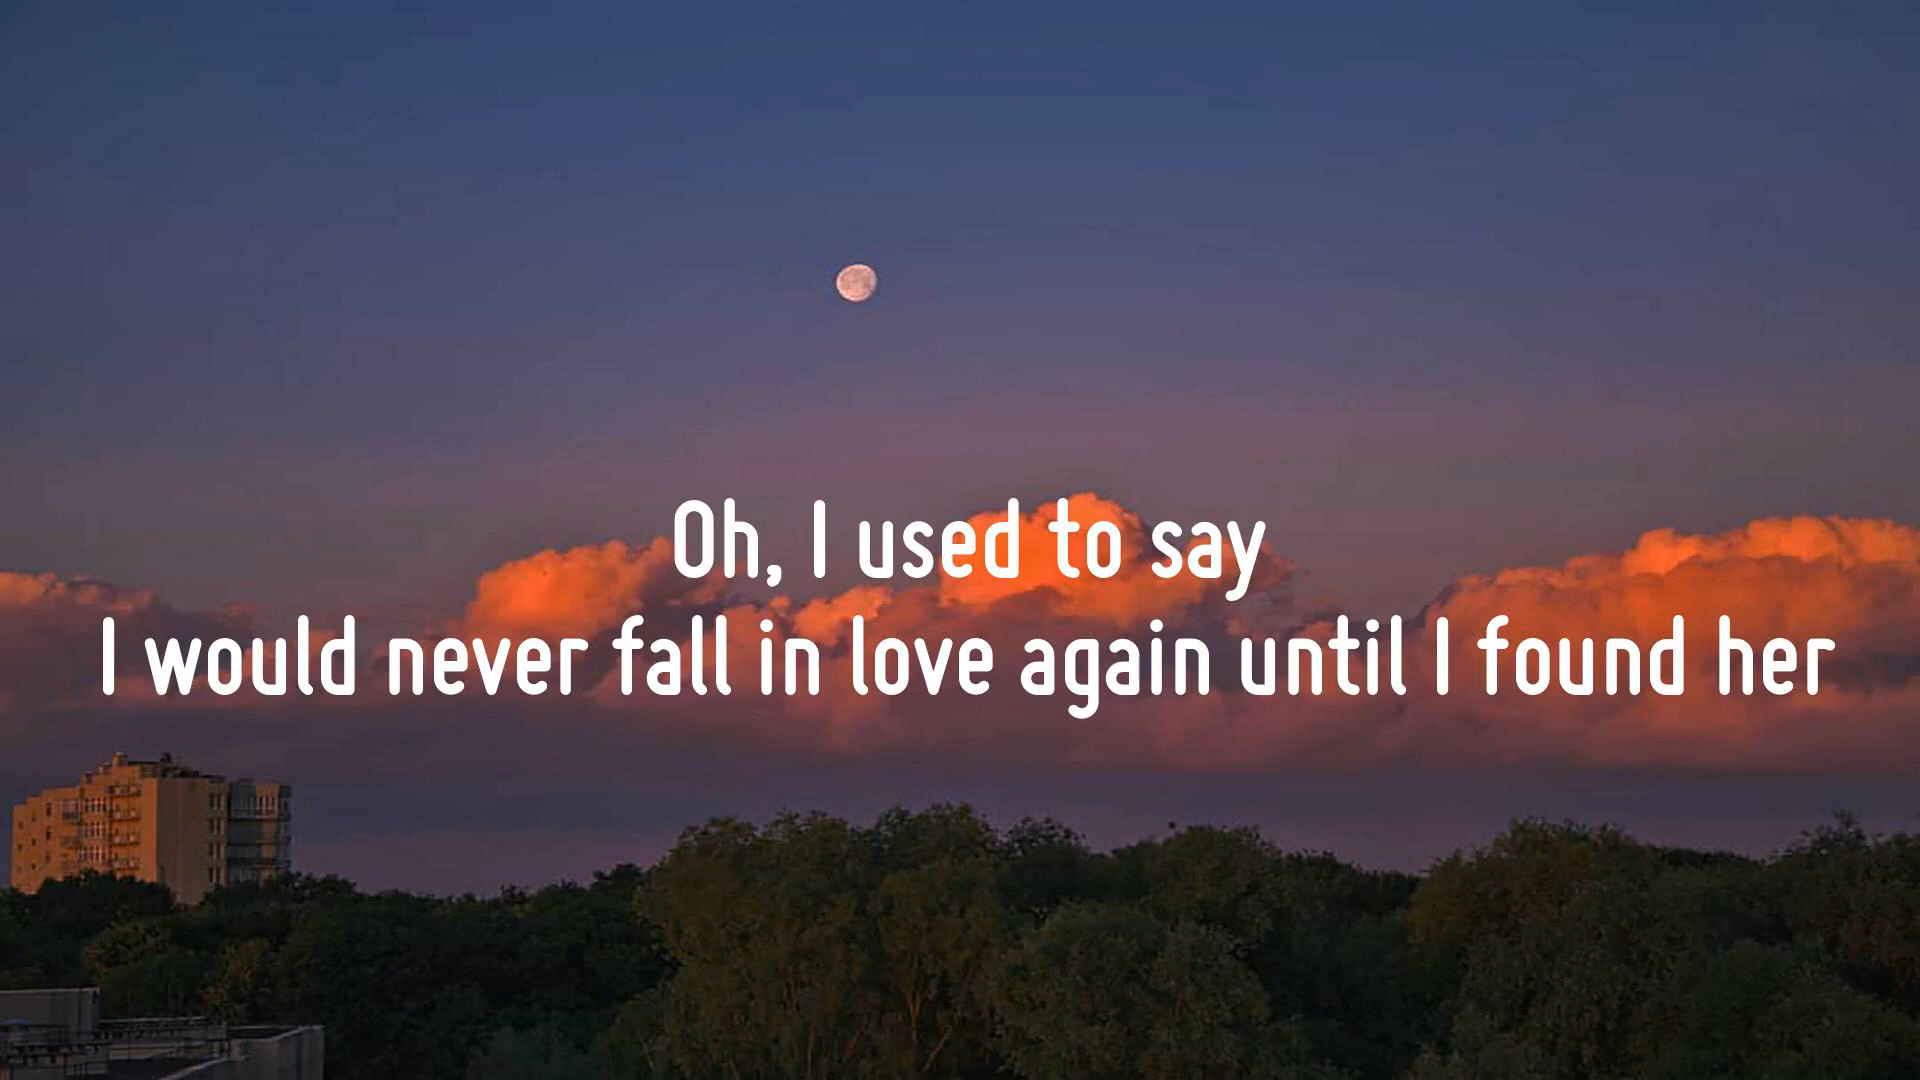 Oh, I used to say
I would never fall in love again until I found her